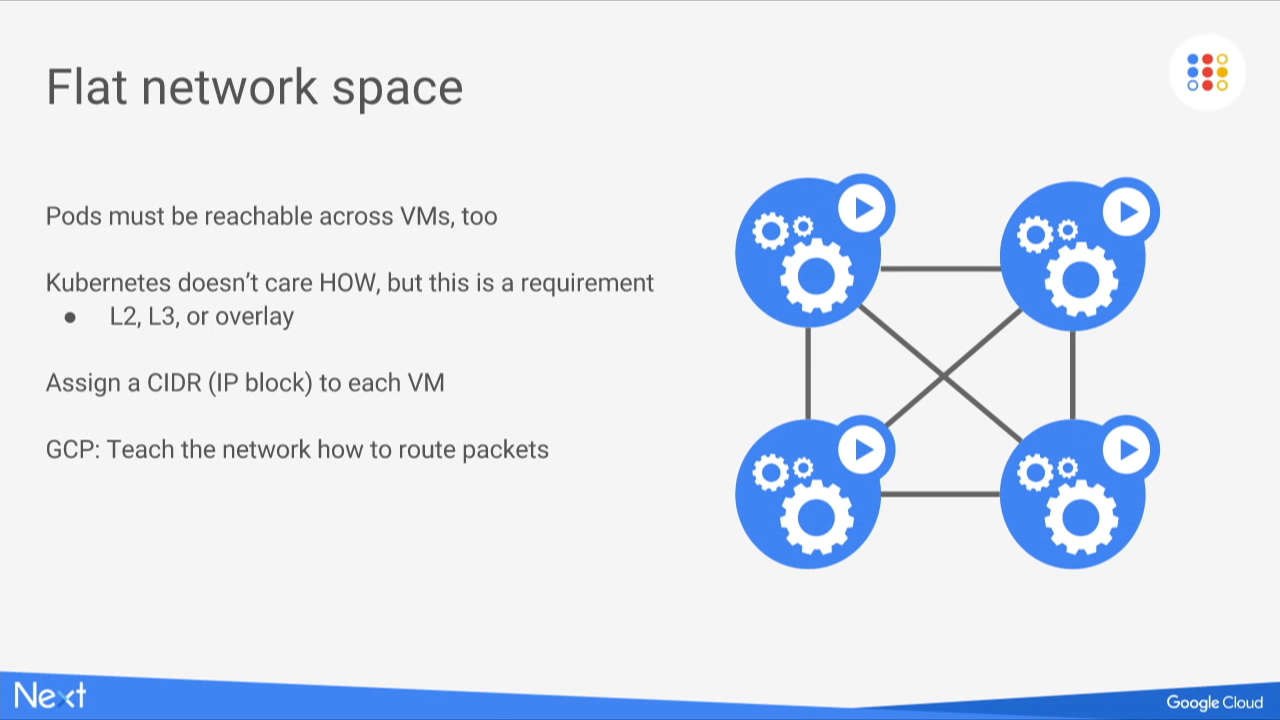 Flat network space
Pods must be reachable across VMs, too
Kubernetes doesn’t care HOW, but this is a requirement
● L2, L3, or overlay
Assign a CIDR (IP block) to each VM
GCP: Teach the network how to route packets
Next
Google Cloud